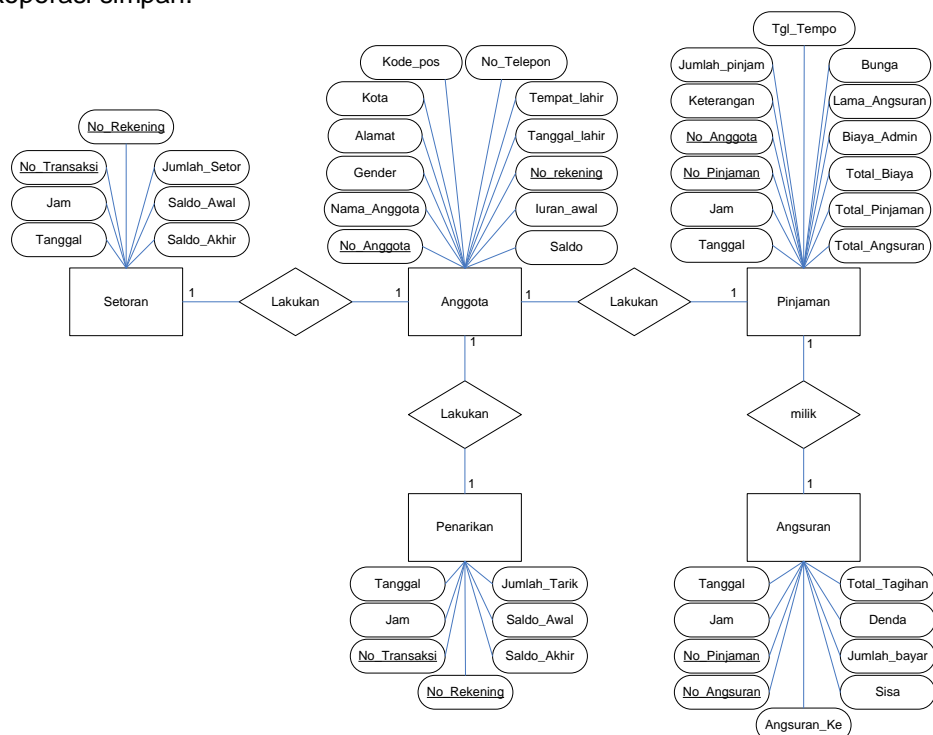 koperasi simpan.
Tgl_Tempo
Kode_pos
No_Telepon
Jumlah_pinjam
Bunga
Kota
Tempat_lahir
Keterangan
Lama_Angsuran
No_Rekening
Alamat
Tanggal_lahir
No_Anggota
Biaya_Admin
No_Transaksi
Jumlah_Setor
Gender
No_rekening
No_Pinjaman
Total_Biaya
Jam
Saldo_Awal
Nama_Anggota
Iuran_awal
Jam
Total_Pinjaman
Tanggal
Saldo_Akhir
No_Anggota
Saldo
Tanggal
Total_Angsuran
Setoran
1
Lakukan
1
Anggota
1
Lakukan
1
Pinjaman
1
1
Lakukan
milik
1
1
Penarikan
Angsuran
Tanggal
Jumlah_Tarik
Tanggal
Total_Tagihan
Jam
Saldo_Awal
Jam
Denda
No_Transaksi
Saldo_Akhir
No_Pinjaman
Jumlah_bayar
No_Rekening
No_Angsuran
Sisa
Angsuran_Ke